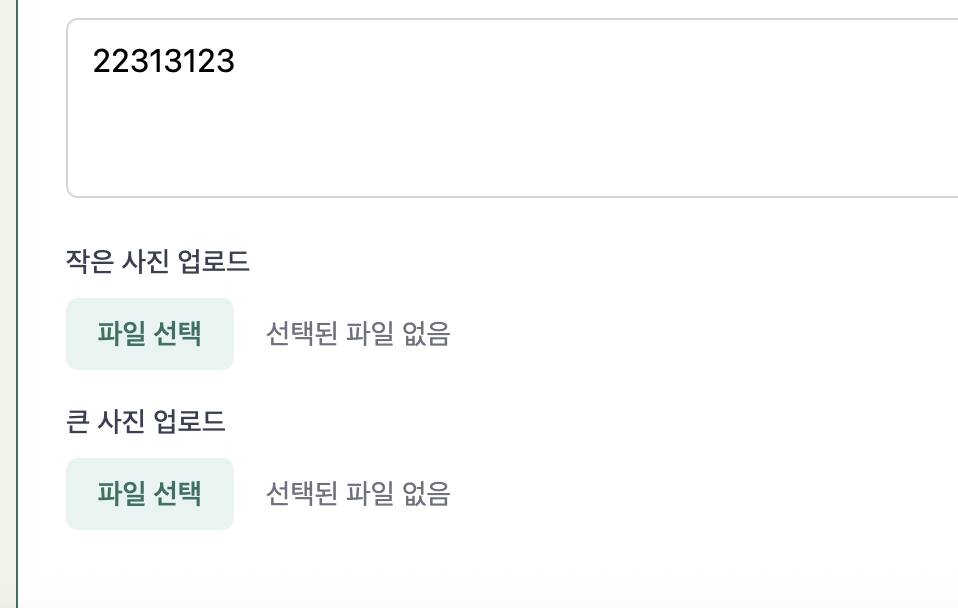 22313123
작은 사진 업로드
파일 선택 선택된 파일 없음
큰 사진 업로드
파일 선택 선택된 파일 없음